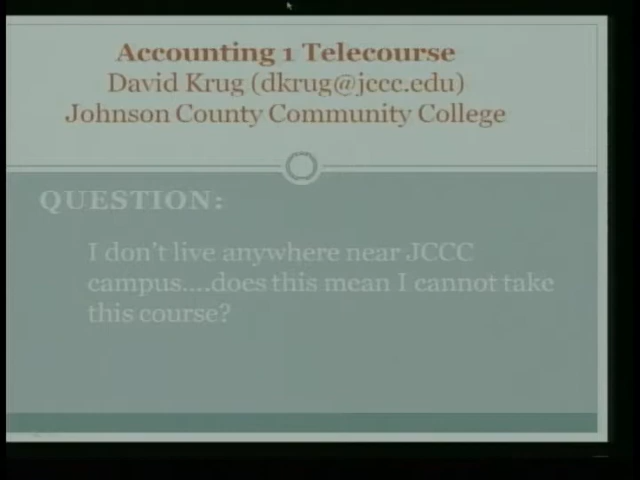 Accounting 1 Telecourse
David Krug (dkrug@jccc.edu)
Johnson County Community College
QUESTION:
I don't live anywhere near JCCC
campus....does this mean I cannot take
this course?